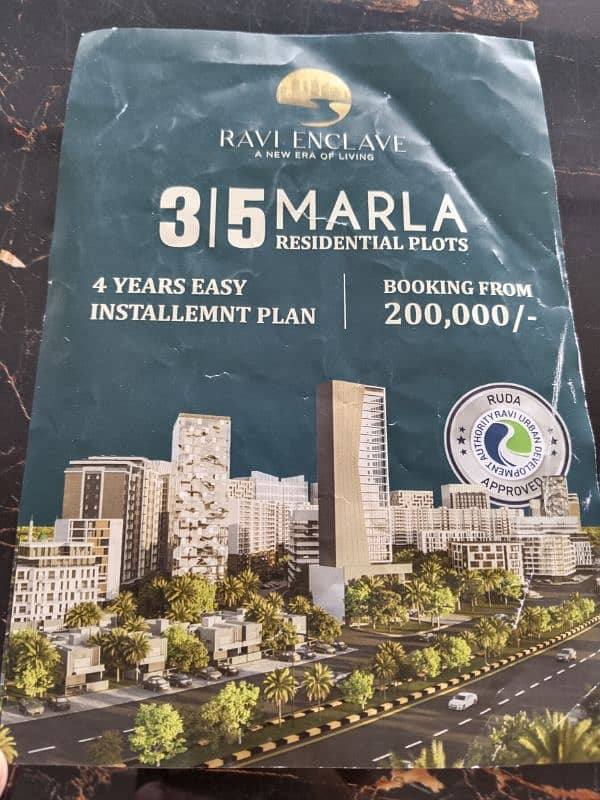 RAVI ENCLAVE
A NEW ERA OF LIVING
3|5 MARLA
RESIDENTIAL PLOTS
4 YEARS EASY
INSTALLEMNT PLAN
BOOKING FROM
200,000/-
RUDA
RAVI URBAN DEVELOPMENT AUTHORITY
APPROVED